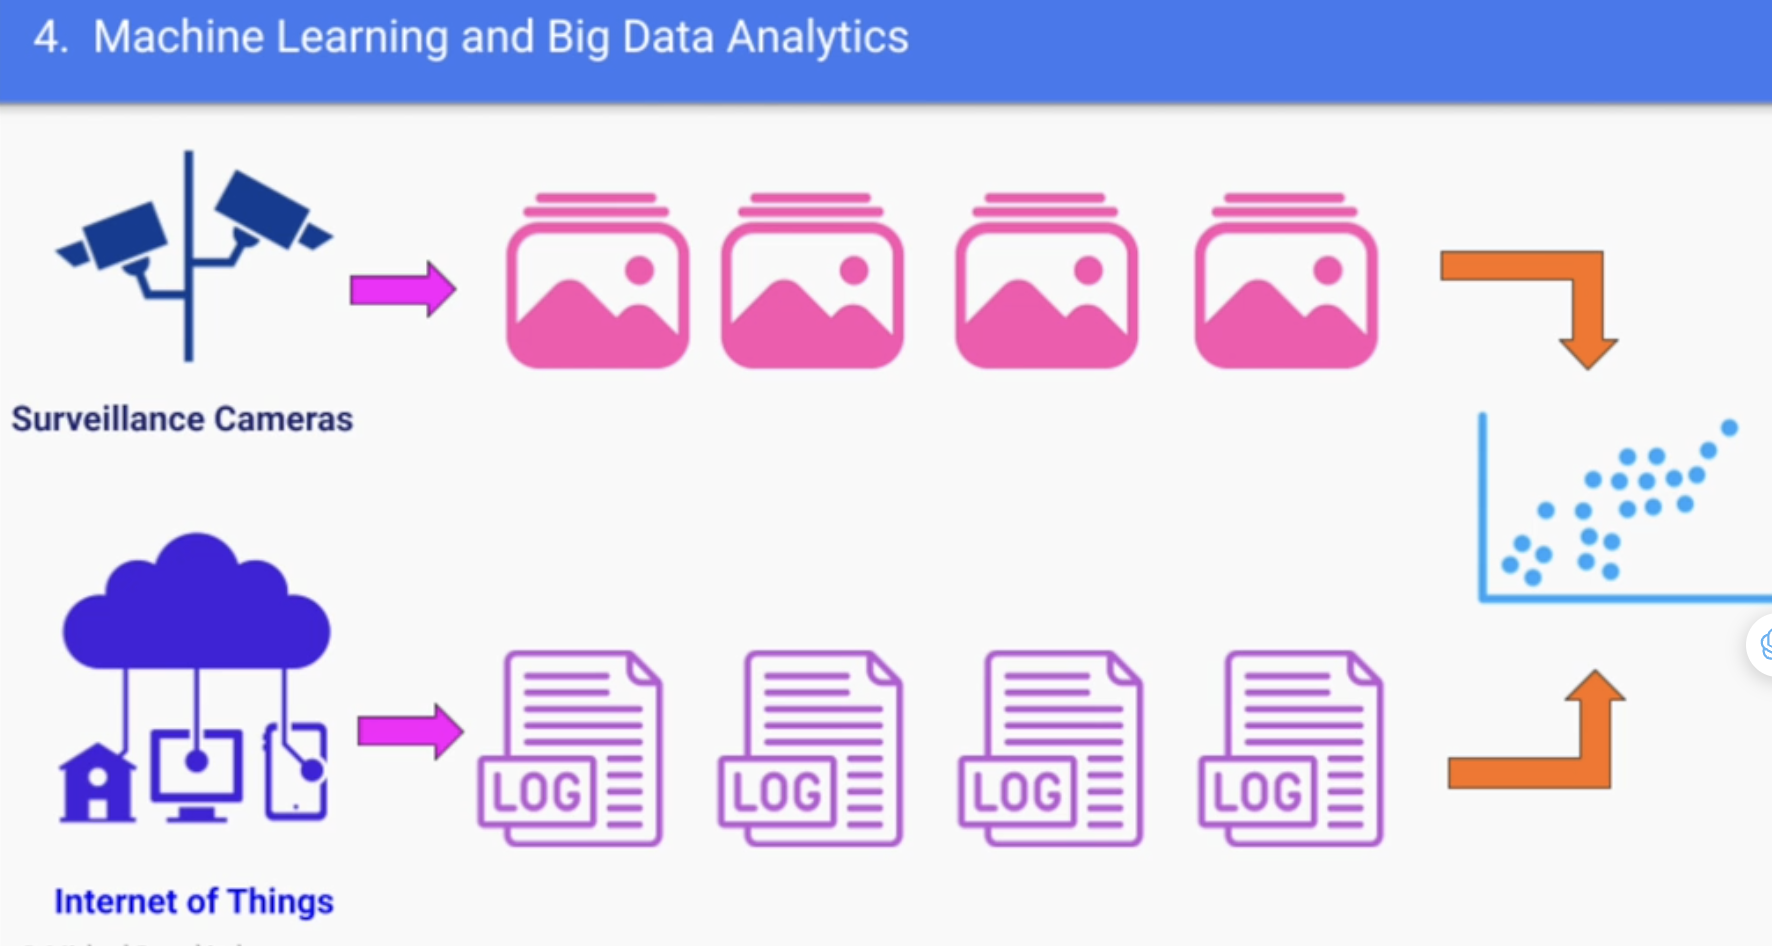 4. Machine Learning and Big Data Analytics
Surveillance Cameras
LOG LOG LOG LOG
Internet of Things